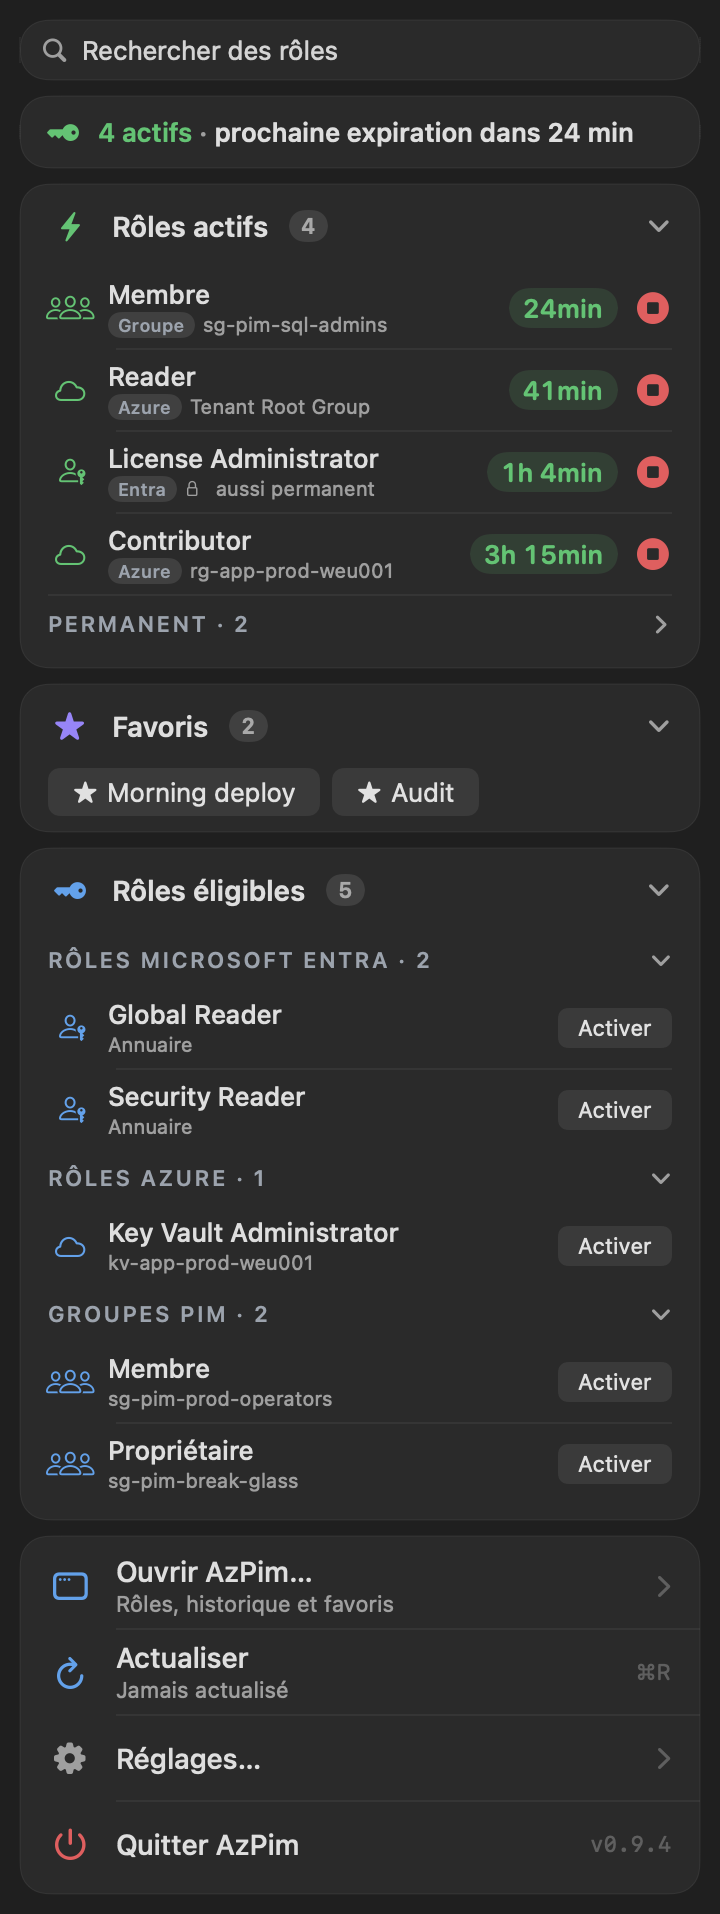 Rechercher des rôles
4 actifs · prochaine expiration dans 24 min
Rôles actifs 4
Membre
Groupe sg-pim-sql-admins
24min
Reader
Azure Tenant Root Group
41min
License Administrator
Entra aussi permanent
1h 4min
Contributor
Azure rg-app-prod-weu001
3h 15min
PERMANENT · 2
Favoris 2
★ Morning deploy ★ Audit
Rôles éligibles 5
RÔLES MICROSOFT ENTRA · 2
Global Reader
Annuaire
Activer
Security Reader
Annuaire
Activer
RÔLES AZURE · 1
Key Vault Administrator
kv-app-prod-weu001
Activer
GROUPES PIM · 2
Membre
sg-pim-prod-operators
Activer
Propriétaire
sg-pim-break-glass
Activer
Ouvrir AzPim...
Rôles, historique et favoris
Actualiser
Jamais actualisé
⌘R
Réglages...
Quitter AzPim v0.9.4